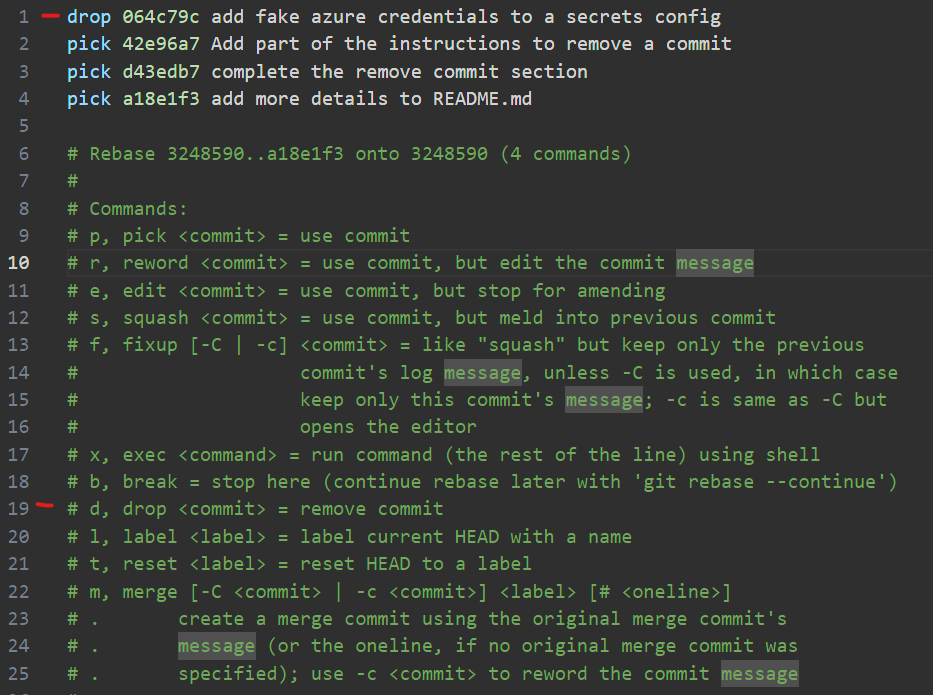 1 drop 064c79c add fake azure credentials to a secrets config
2 pick 42e96a7 Add part of the instructions to remove a commit
3 pick d43edb7 complete the remove commit section
4 pick a18e1f3 add more details to README.md
5
6 # Rebase 3248590..a18e1f3 onto 3248590 (4 commands)
7 #
8 # Commands:
9 # p, pick <commit> = use commit
10 # r, reword <commit> = use commit, but edit the commit message
11 # e, edit <commit> = use commit, but stop for amending
12 # s, squash <commit> = use commit, but meld into previous commit
13 # f, fixup [-C | -c] <commit> = like "squash" but keep only the previous
14 #                    commit's log message, unless -C is used, in which case
15 #                    keep only this commit's message; -c is same as -C but
16 #                    opens the editor
17 # x, exec <command> = run command (the rest of the line) using shell
18 # b, break = stop here (continue rebase later with 'git rebase --continue')
19 # d, drop <commit> = remove commit
20 # l, label <label> = label current HEAD with a name
21 # t, reset <label> = reset HEAD to a label
22 # m, merge [-C <commit> | -c <commit>] <label> [# <oneline>]
23 # .       create a merge commit using the original merge commit's
24 # .       message (or the oneline, if no original merge commit was
25 # .       specified); use -c <commit> to reword the commit message